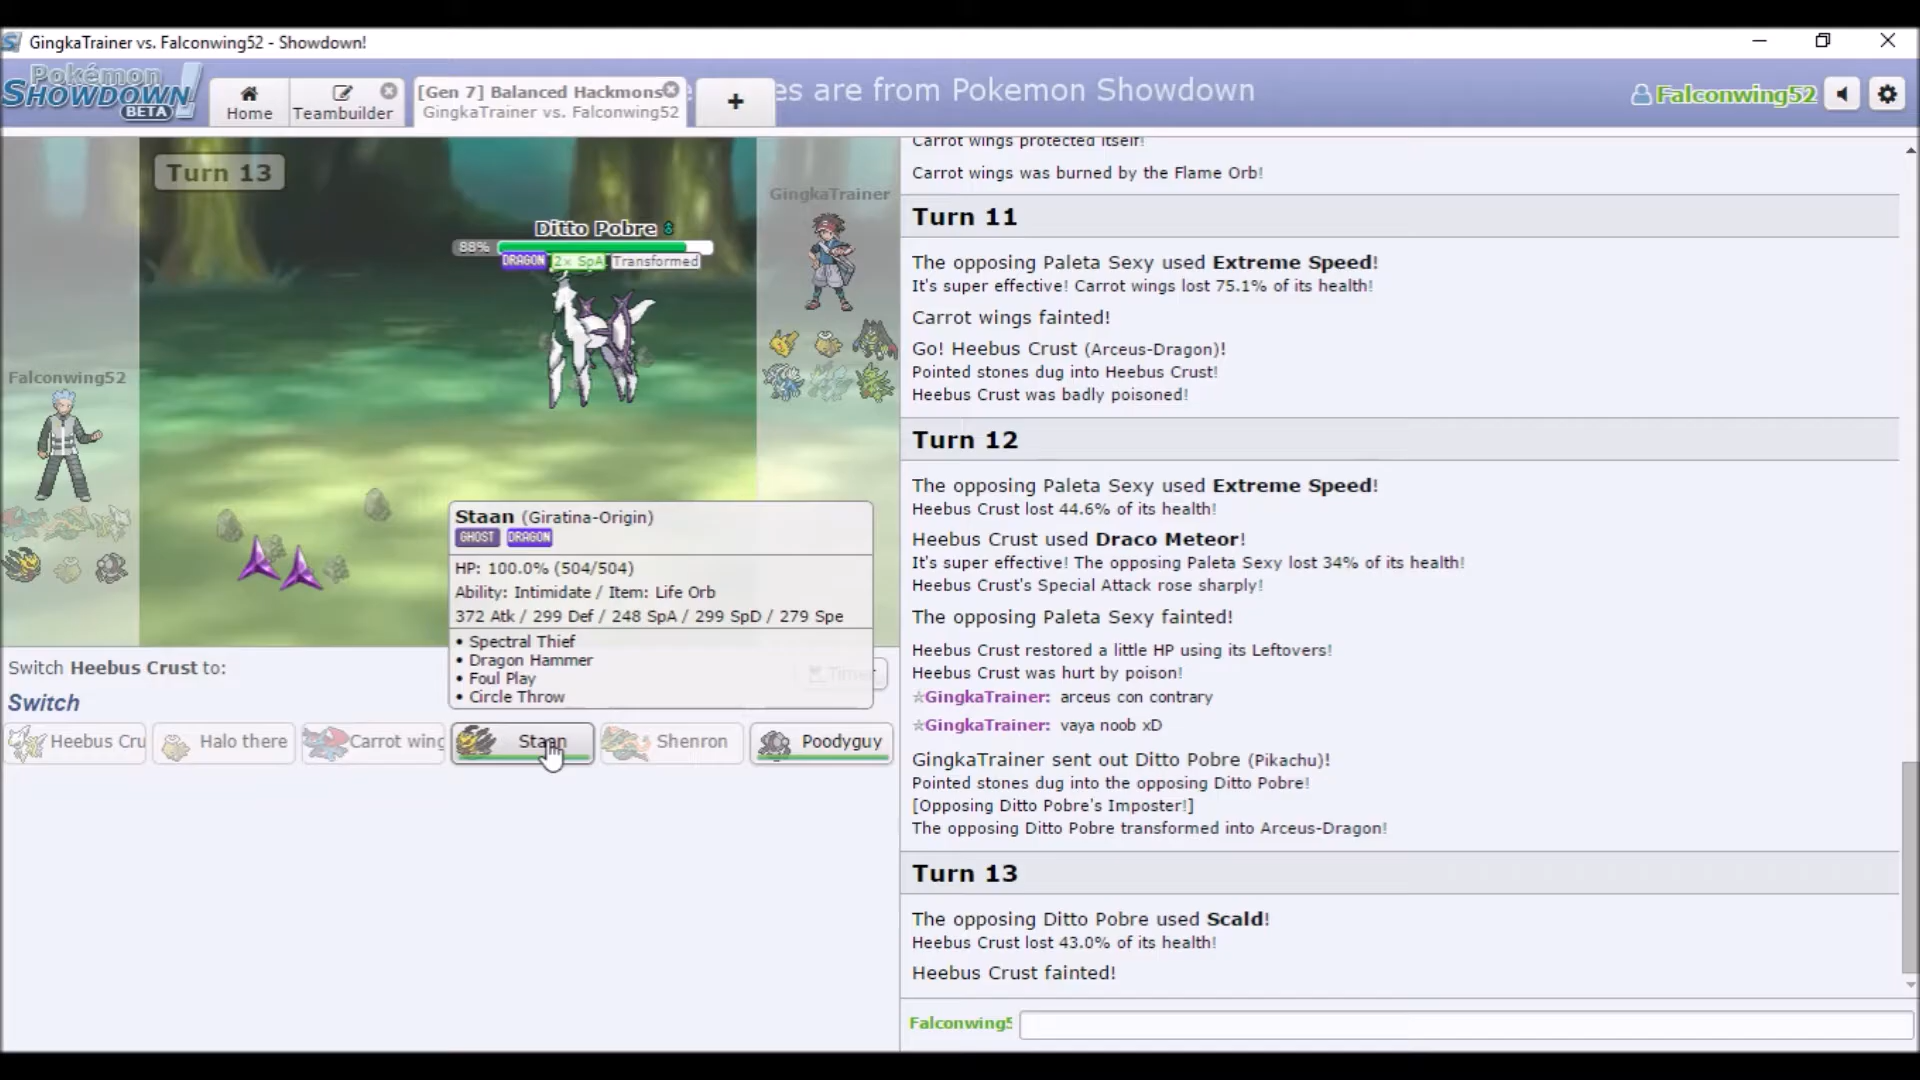 GingkaTrainer vs. Falconwing52 - Showdown!
Pokémon
SHOWDOWN!
BETA
Home
Teambuilder
[Gen 7] Balanced Hackmons
GingkaTrainer vs. Falconwing52
+
es are from Pokemon Showdown
Falconwing52
Turn 13
GingkaTrainer
Ditto Pobre
88%
DRAGON 2x SpA Transformed
Falconwing52
Staan (Giratina-Origin)
GHOST DRAGON
HP: 100.0% (504/504)
Ability: Intimidate / Item: Life Orb
372 Atk / 299 Def / 248 SpA / 299 SpD / 279 Spe
• Spectral Thief
• Dragon Hammer
• Foul Play
• Circle Throw
Switch Heebus Crust to:
Timer
Switch
Heebus Cru
Halo there
Carrot wing
Staan
Shenron
Poodyguy
Carrot wings protected itself!
Carrot wings was burned by the Flame Orb!
Turn 11
The opposing Paleta Sexy used Extreme Speed!
It's super effective! Carrot wings lost 75.1% of its health!
Carrot wings fainted!
Go! Heebus Crust (Arceus-Dragon)!
Pointed stones dug into Heebus Crust!
Heebus Crust was badly poisoned!
Turn 12
The opposing Paleta Sexy used Extreme Speed!
Heebus Crust lost 44.6% of its health!
Heebus Crust used Draco Meteor!
It's super effective! The opposing Paleta Sexy lost 34% of its health!
Heebus Crust's Special Attack rose sharply!
The opposing Paleta Sexy fainted!
Heebus Crust restored a little HP using its Leftovers!
Heebus Crust was hurt by poison!
☆GingkaTrainer: arceus con contrary
☆GingkaTrainer: vaya noob xD
GingkaTrainer sent out Ditto Pobre (Pikachu)!
Pointed stones dug into the opposing Ditto Pobre!
[Opposing Ditto Pobre's Imposter!]
The opposing Ditto Pobre transformed into Arceus-Dragon!
Turn 13
The opposing Ditto Pobre used Scald!
Heebus Crust lost 43.0% of its health!
Heebus Crust fainted!
Falconwing5